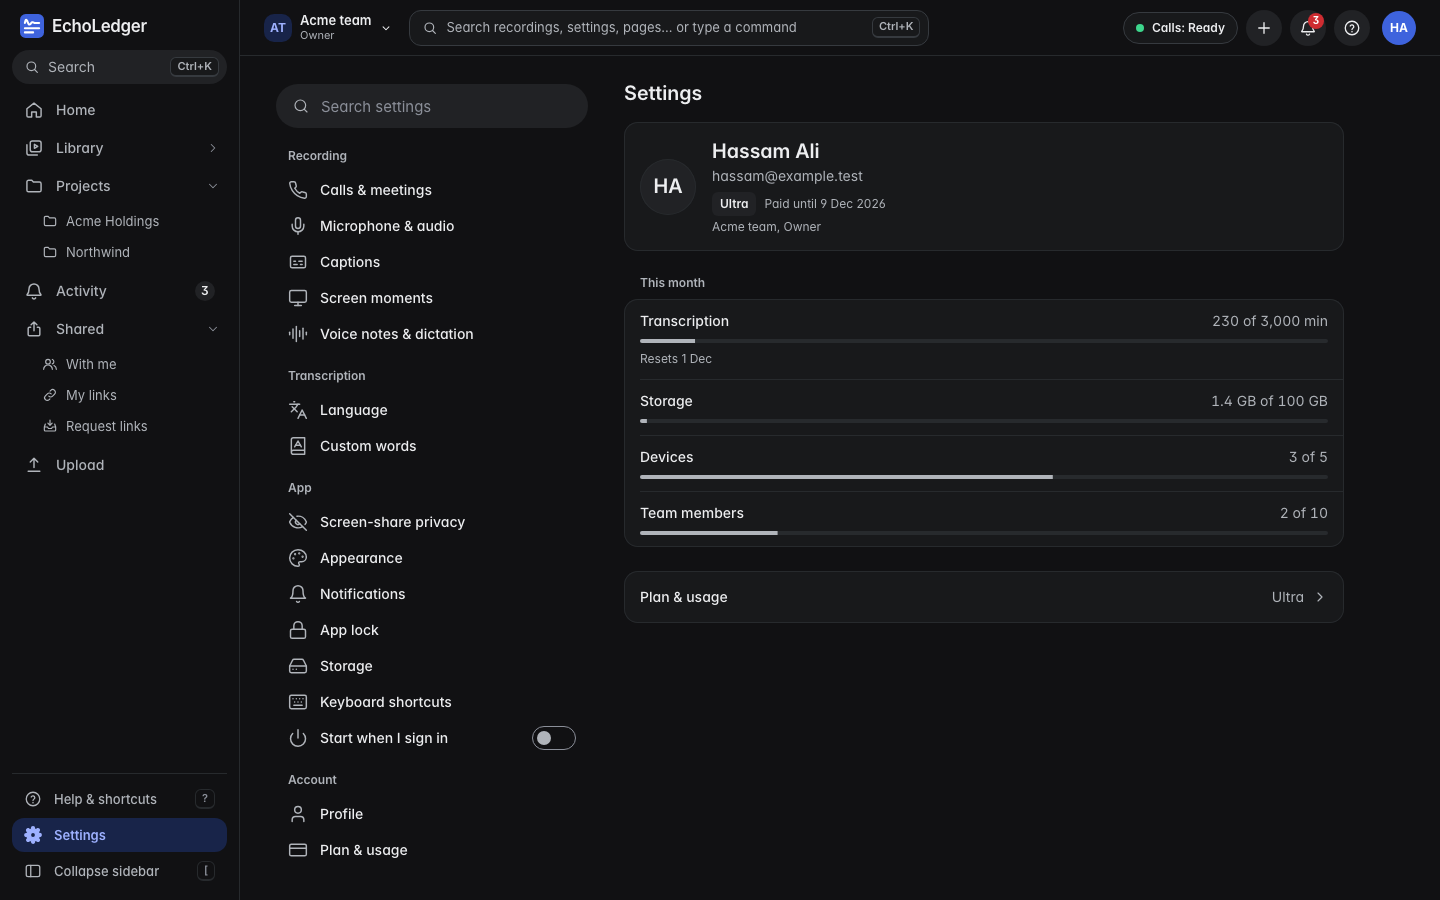 EchoLedger
Search Ctrl+K
Home
Library
Projects
Acme Holdings
Northwind
Activity 3
Shared
With me
My links
Request links
Upload
Help & shortcuts ?
Settings
Collapse sidebar [
AT Acme team
Owner
Search recordings, settings, pages... or type a command Ctrl+K
Calls: Ready
3
HA
Search settings
Recording
Calls & meetings
Microphone & audio
Captions
Screen moments
Voice notes & dictation
Transcription
Language
Custom words
App
Screen-share privacy
Appearance
Notifications
App lock
Storage
Keyboard shortcuts
Start when I sign in
Account
Profile
Plan & usage
Settings
HA
Hassam Ali
hassam@example.test
Ultra Paid until 9 Dec 2026
Acme team, Owner
This month
Transcription 230 of 3,000 min
Resets 1 Dec
Storage 1.4 GB of 100 GB
Devices 3 of 5
Team members 2 of 10
Plan & usage Ultra